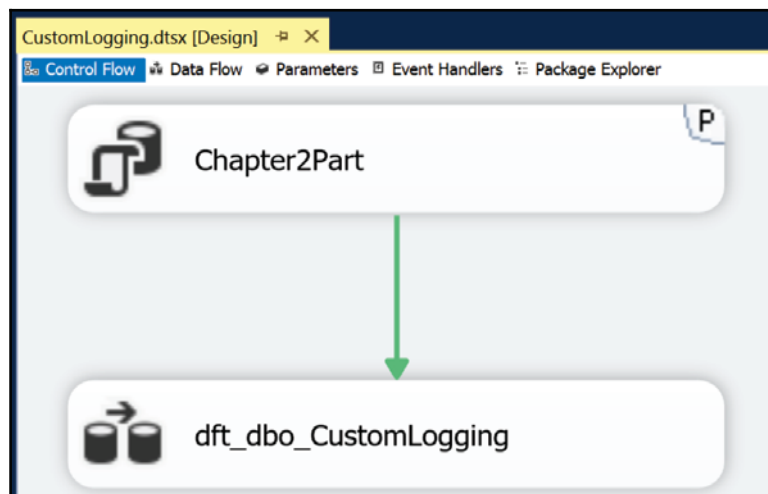 CustomLogging.dtsx [Design]
Control Flow Data Flow Parameters Event Handlers Package Explorer
P
Chapter2Part
dft_dbo_CustomLogging